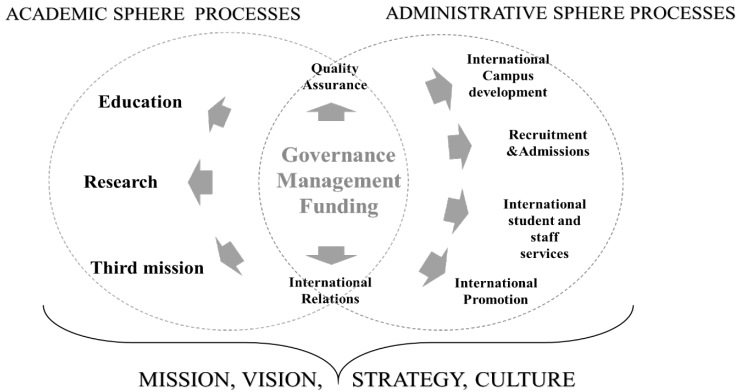 ACADEMIC SPHERE PROCESSES
ADMINISTRATIVE SPHERE PROCESSES
Education
Research
Third mission
Quality
Assurance
Governance
Management
Funding
International
Relations
International
Campus
development
Recruitment
&Admissions
International
student and
staff
services
International
Promotion
MISSION, VISION, STRATEGY, CULTURE